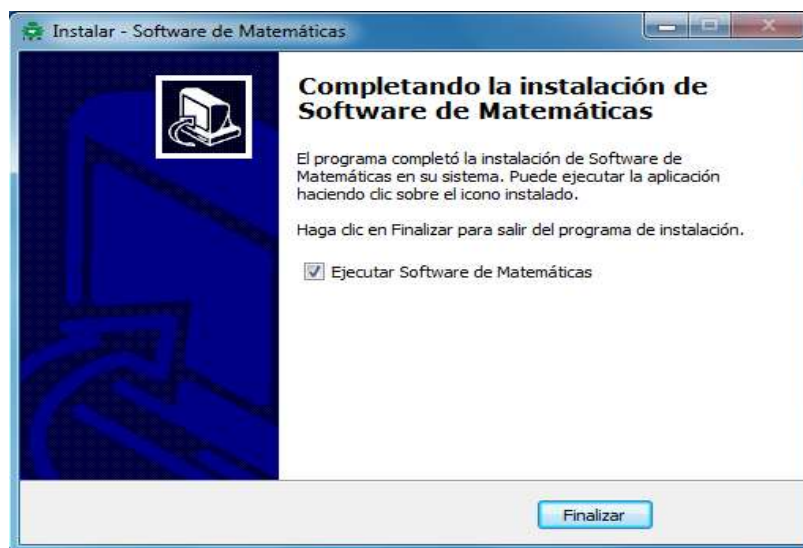 Instalar - Software de Matemáticas
Completando la instalación de
Software de Matemáticas
El programa completó la instalación de Software de
Matemáticas en su sistema. Puede ejecutar la aplicación
haciendo clic sobre el icono instalado.
Haga clic en Finalizar para salir del programa de instalación.
Ejecutar Software de Matemáticas
Finalizar